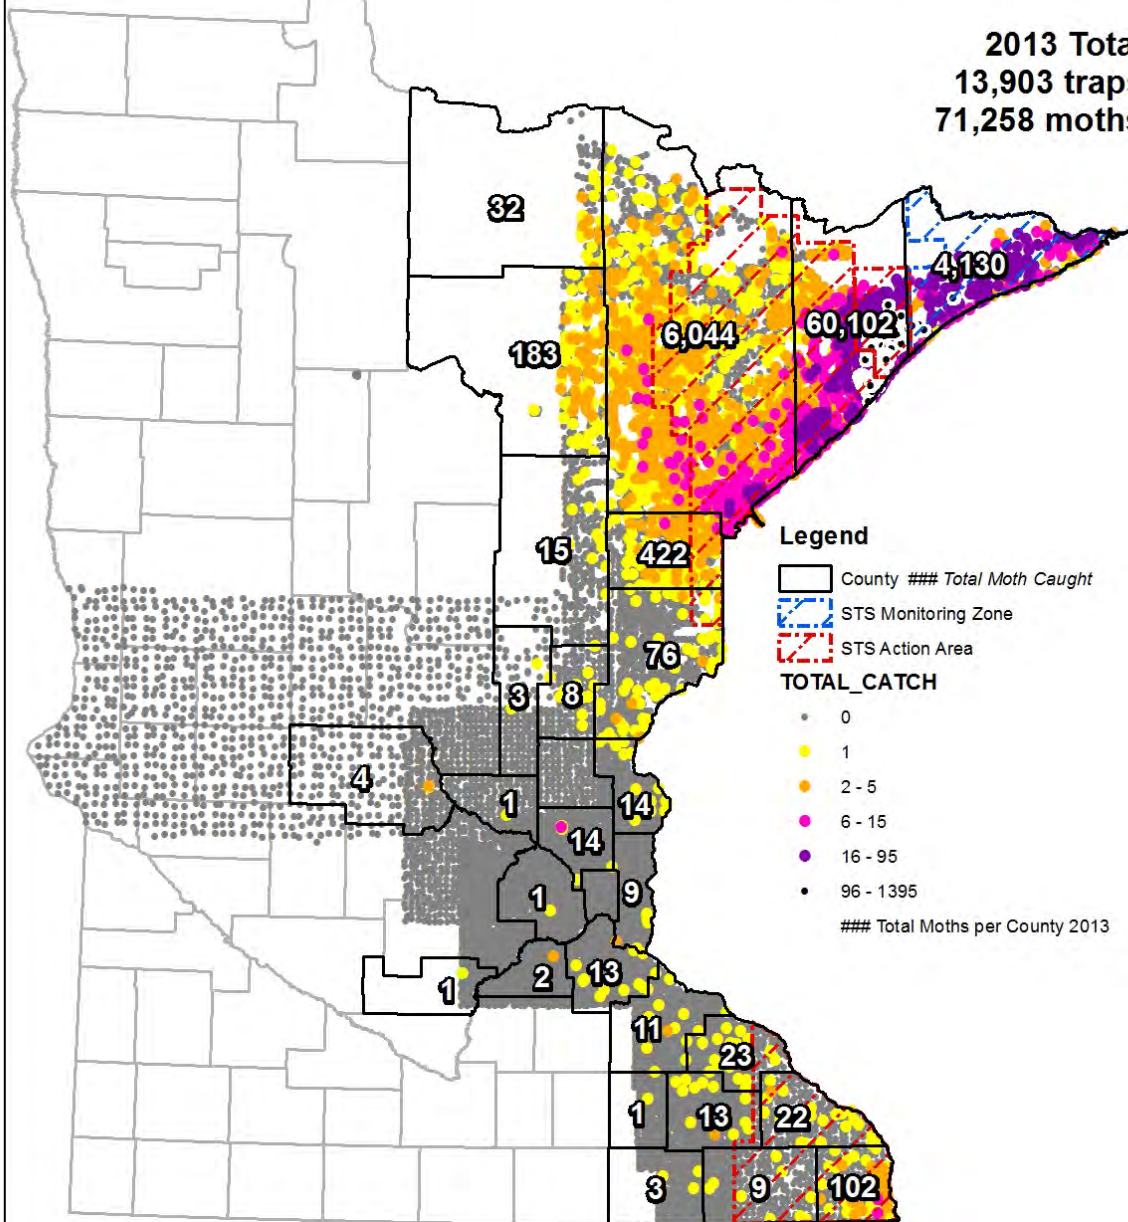 2013 Tota
13,903 traps
71,258 moths
32
4,130
60,102
6,044
183
15
422
Legend
County ### Total Moth Caught
STS Monitoring Zone
STS Action Area
TOTAL_CATCH
0
1
2 - 5
6 - 15
16 - 95
96 - 1395
### Total Moths per County 2013
76
3
8
4
1
14
14
1
9
1
2
13
11
23
1
13
22
3
9
102